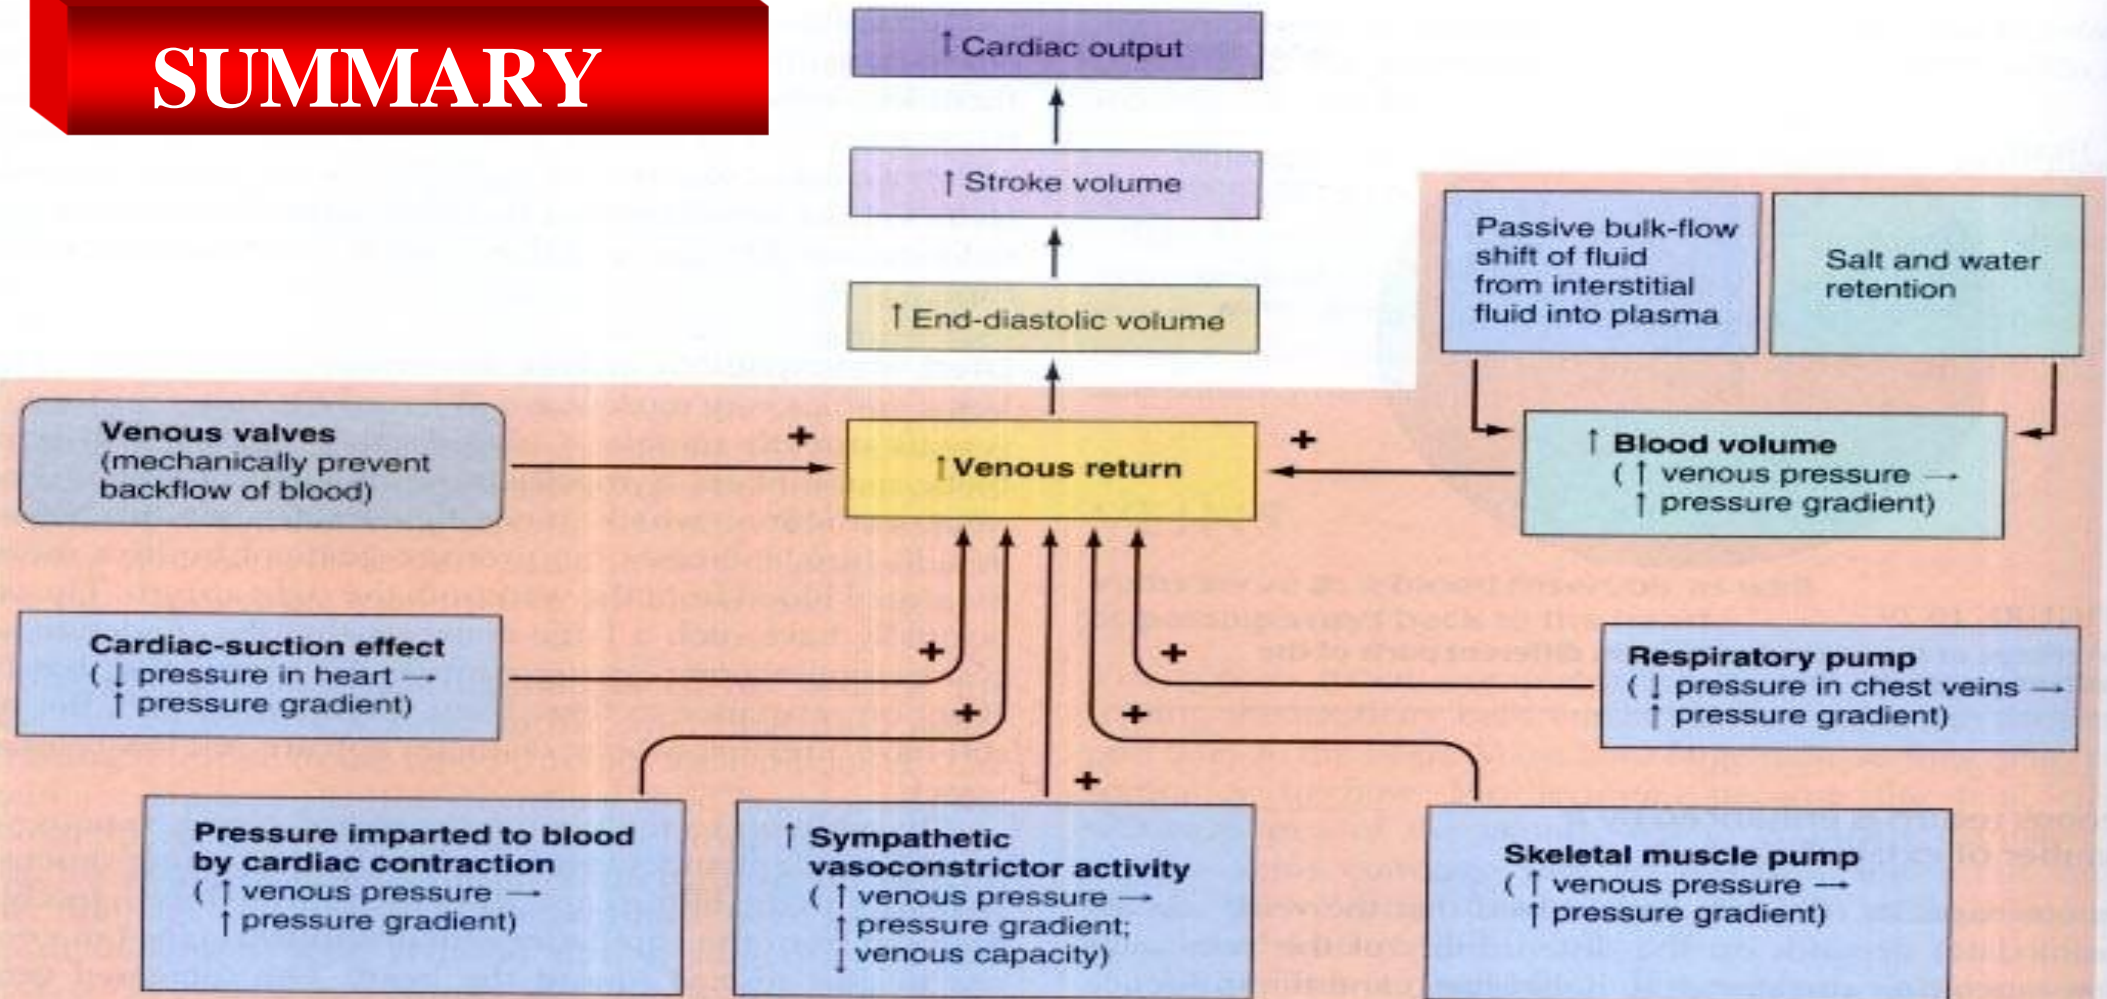 SUMMARY
↑ Cardiac output
↑ Stroke volume
↑ End-diastolic volume
Passive bulk-flow
shift of fluid
from interstitial
fluid into plasma
Salt and water
retention
Venous valves
(mechanically prevent
backflow of blood)
+
↑ Venous return
+
↑ Blood volume
(↑ venous pressure →
↑ pressure gradient)
Cardiac-suction effect
(↓ pressure in heart →
↑ pressure gradient)
+
+
+
+
+
Respiratory pump
(↓ pressure in chest veins →
↑ pressure gradient)
Pressure imparted to blood
by cardiac contraction
(↑ venous pressure →
↑ pressure gradient)
↑ Sympathetic
vasoconstrictor activity
(↑ venous pressure →
↑ pressure gradient;
↓ venous capacity)
Skeletal muscle pump
(↑ venous pressure →
↑ pressure gradient)